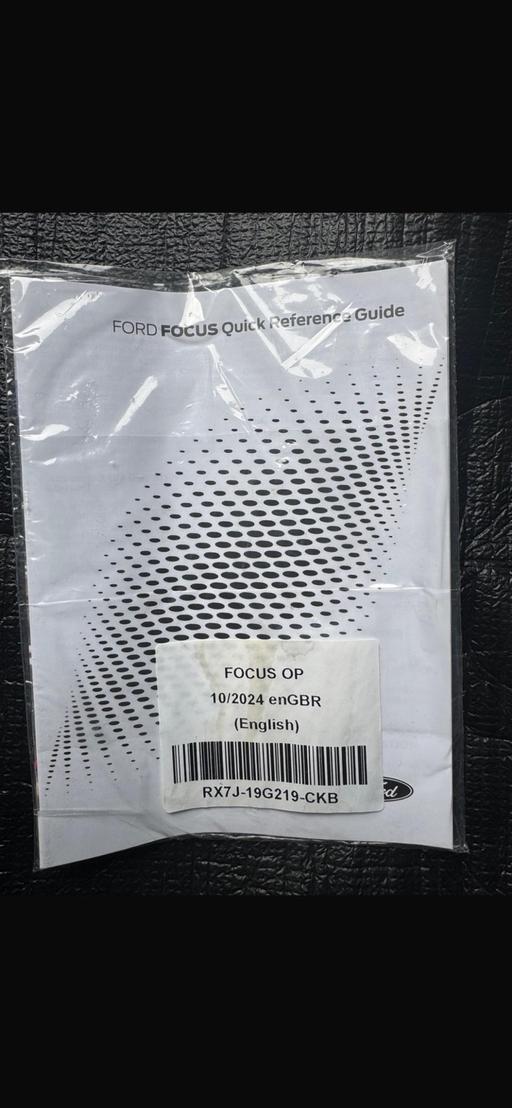 FORD FOCUS Quick Reference Guide
FOCUS OP
10/2024 enGBR
(English)
RX7J-19G219-CKB